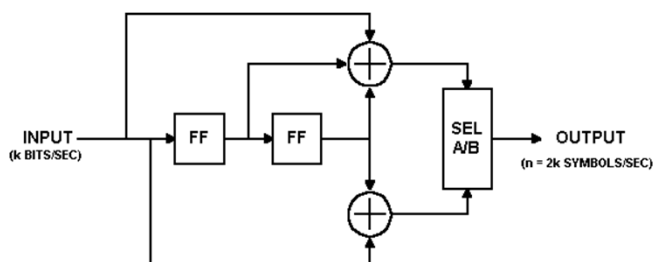 INPUT
(k BITS/SEC)
FF
FF
SEL
A/B
OUTPUT
(n = 2k SYMBOLS/SEC)